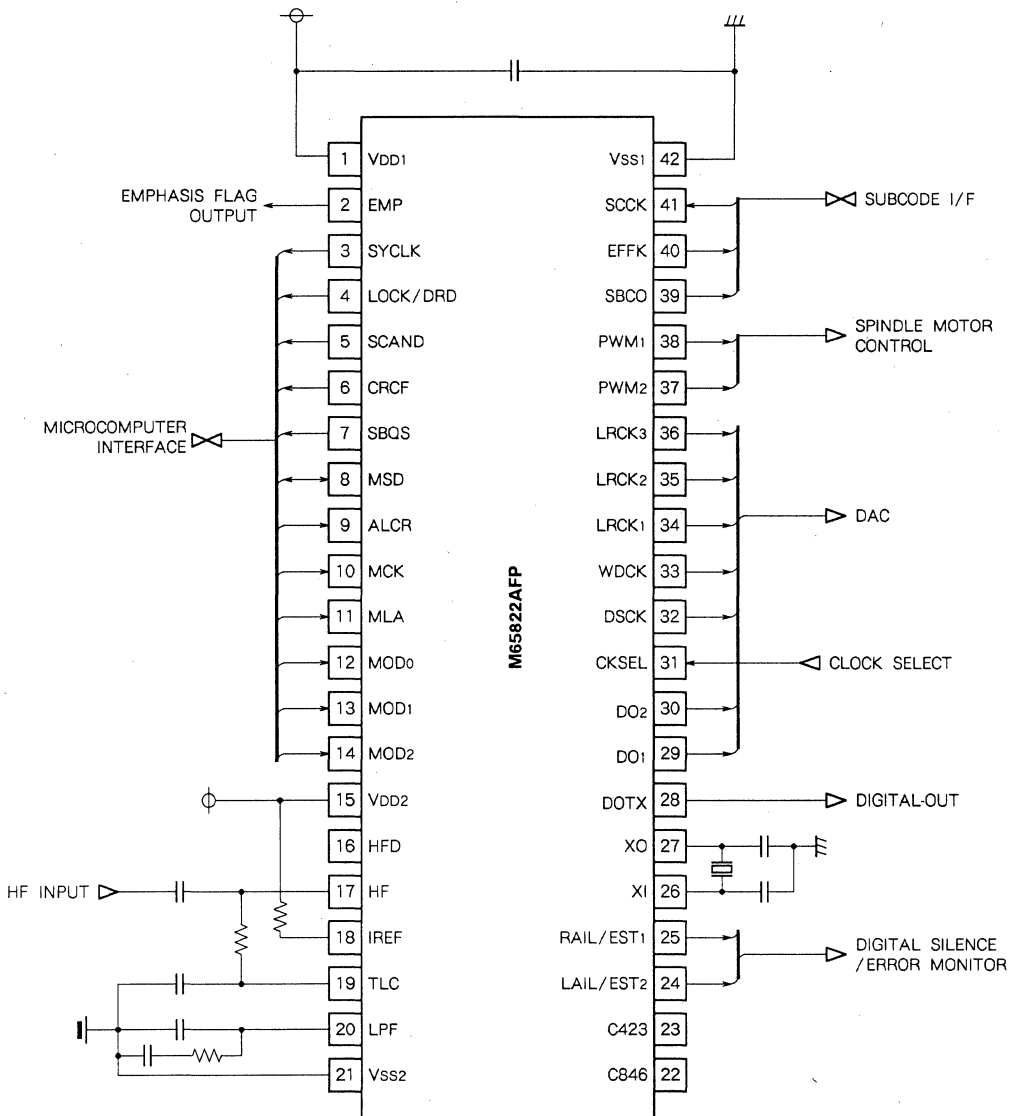 1 VDD1
VSS1 42
EMPHASIS FLAG
OUTPUT
2 EMP
SCCK 41
SUBCODE I/F
3 SYCLK
EFFK 40
4 LOCK/DRD
SBCO 39
5 SCAND
PWM1 38
SPINDLE MOTOR
CONTROL
6 CRCF
PWM2 37
MICROCOMPUTER
INTERFACE
7 SBQS
LRCK3 36
8 MSD
LRCK2 35
9 ALCR
LRCK1 34
DAC
10 MCK
WDCK 33
11 MLA
DSCK 32
M65822AFP
12 MOD0
CKSEL 31
CLOCK SELECT
13 MOD1
DO2 30
14 MOD2
DO1 29
15 VDD2
DOTX 28
DIGITAL-OUT
16 HFD
XO 27
HF INPUT
17 HF
XI 26
18 IREF
RAIL/EST1 25
DIGITAL SILENCE
/ERROR MONITOR
19 TLC
LAIL/EST2 24
20 LPF
C423 23
21 VSS2
C846 22